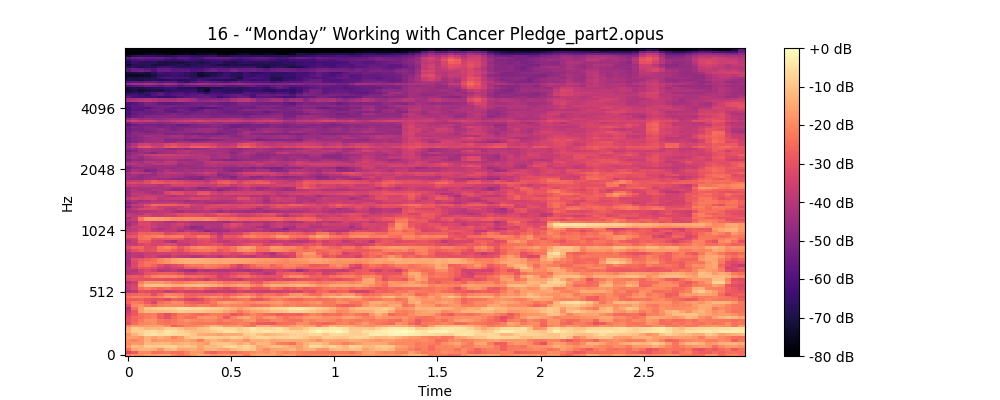 16 - “Monday” Working with Cancer Pledge_part2.opus
Hz
4096
2048
1024
512
0
0
0.5
1
1.5
2
2.5
Time
+0 dB
-10 dB
-20 dB
-30 dB
-40 dB
-50 dB
-60 dB
-70 dB
-80 dB